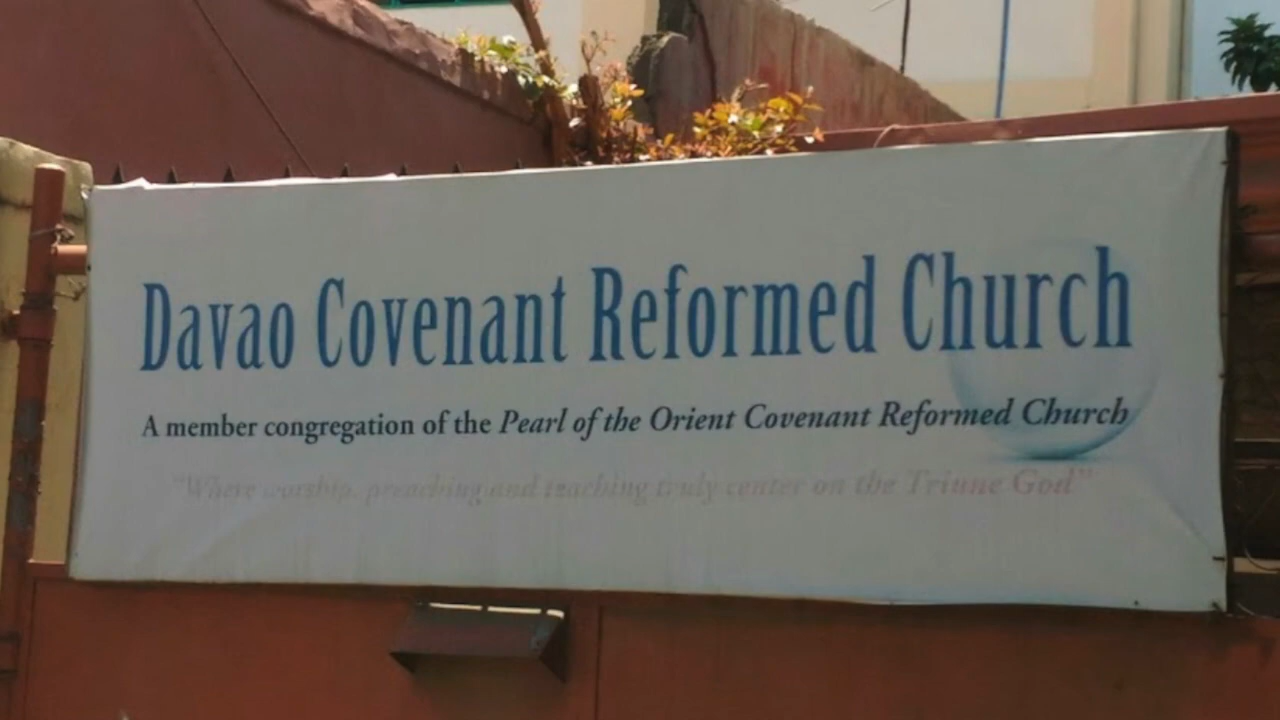 Davao Covenant Reformed Church
A member congregation of the Pearl of the Orient Covenant Reformed Church
"Where worship, preaching and teaching truly center on the Triune God"